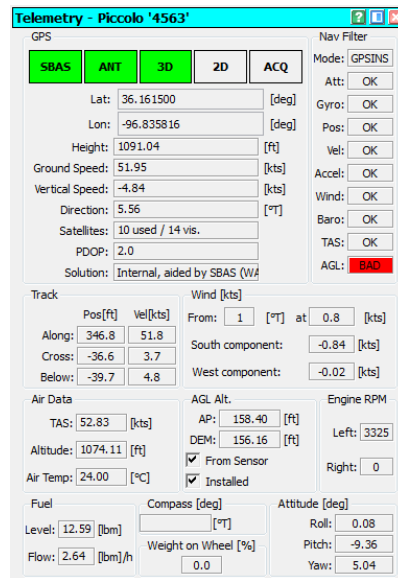 Telemetry - Piccolo '4563'
GPS
SBAS ANT 3D 2D ACQ
Lat: 36.161500 [deg]
Lon: -96.835816 [deg]
Height: 1091.04 [ft]
Ground Speed: 51.95 [kts]
Vertical Speed: -4.84 [kts]
Direction: 5.56 [°T]
Satellites: 10 used / 14 vis.
PDOP: 2.0
Solution: Internal, aided by SBAS (WA
Nav Filter
Mode: GPSINS
Att: OK
Gyro: OK
Pos: OK
Vel: OK
Accel: OK
Wind: OK
Baro: OK
TAS: OK
AGL: BAD
Track
Pos[ft] Vel[kts]
Along: 346.8 51.8
Cross: -36.6 3.7
Below: -39.7 4.8
Wind [kts]
From: 1 [°T] at 0.8 [kts]
South component: -0.84 [kts]
West component: -0.02 [kts]
Air Data
TAS: 52.83 [kts]
Altitude: 1074.11 [ft]
Air Temp: 24.00 [°C]
AGL Alt.
AP: 158.40 [ft]
DEM: 156.16 [ft]
From Sensor
Installed
Engine RPM
Left: 3325
Right: 0
Fuel
Level: 12.59 [lbm]
Flow: 2.64 [lbm]/h
Compass [deg]
[°T]
Weight on Wheel [%]
0.0
Attitude [deg]
Roll: 0.08
Pitch: -9.36
Yaw: 5.04